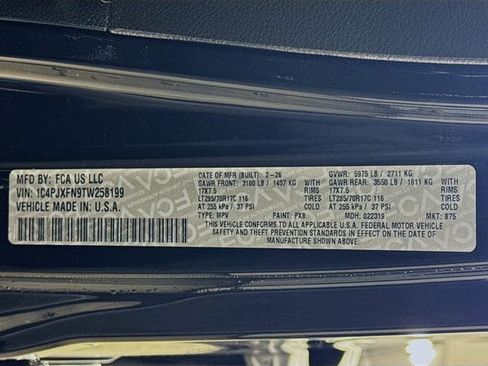 MFD BY: FCA US LLC
VIN: 1C4PJXFN9TW258199
VEHICLE MADE IN: U.S.A.
DATE OF MFR (BUILT): 2-26
GAWR FRONT: 3100 LB / 1407 KG WITH
17X7.5 RIMS
LT285/70R17C 116
AT 255 kPa / 37 PSI COLD
TYPE: MPV PAINT: PX8
GVWR: 5975 LB / 2711 KG
GAWR REAR: 3550 LB / 1611 KG WITH
17X7.5 RIMS
LT285/70R17C 116
AT 255 kPa / 37 PSI COLD
MDH: 022319 MKT: 875
THIS VEHICLE CONFORMS TO ALL APPLICABLE U.S.A. FEDERAL MOTOR VEHICLE
SAFETY AND THEFT PREVENTION STANDARDS IN EFFECT ON THE DATE OF
MANUFACTURE SHOWN ABOVE.